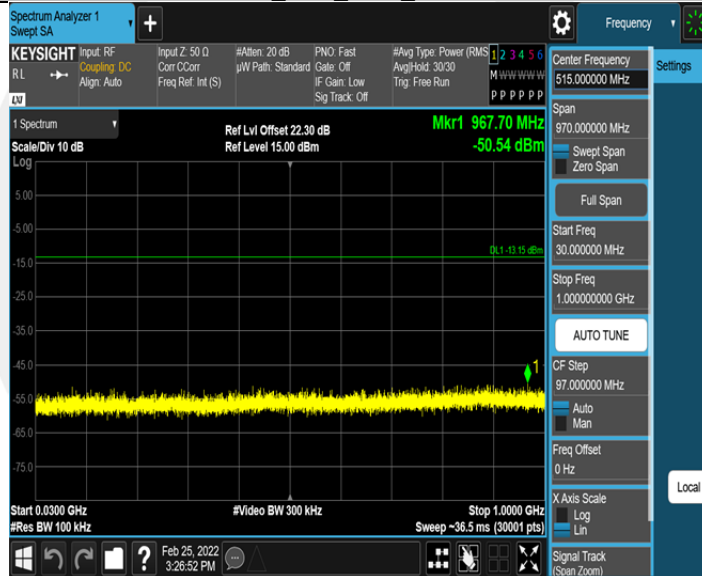 Spectrum Analyzer 1
Swept SA
+
Frequency
KEYSIGHT
RL
LXI
Input: RF
Coupling: DC
Align: Auto
Input Z: 50 Ω
Corr CCorr
Freq Ref: Int (S)
#Atten: 20 dB
µW Path: Standard
PNO: Fast
Gate: Off
IF Gain: Low
Sig Track: Off
#Avg Type: Power (RMS
Avg|Hold: 30/30
Trig: Free Run
1 2 3 4 5 6
M W W W W W
P P P P P P
Center Frequency
515.000000 MHz
Settings
1 Spectrum
Scale/Div 10 dB
Log
Ref Lvl Offset 22.30 dB
Ref Level 15.00 dBm
Mkr1 967.70 MHz
-50.54 dBm
5.00
-5.00
DL1 -13.15 dBm
-15.0
-25.0
-35.0
-45.0
1
-55.0
-65.0
-75.0
Start 0.0300 GHz
#Res BW 100 kHz
#Video BW 300 kHz
Stop 1.0000 GHz
Sweep ~36.5 ms (30001 pts)
Span
970.000000 MHz
Swept Span
Zero Span
Full Span
Start Freq
30.000000 MHz
Stop Freq
1.000000000 GHz
AUTO TUNE
CF Step
97.000000 MHz
Auto
Man
Freq Offset
0 Hz
X Axis Scale
Log
Lin
Signal Track
(Span Zoom)
Local
?
Feb 25, 2022
3:26:52 PM